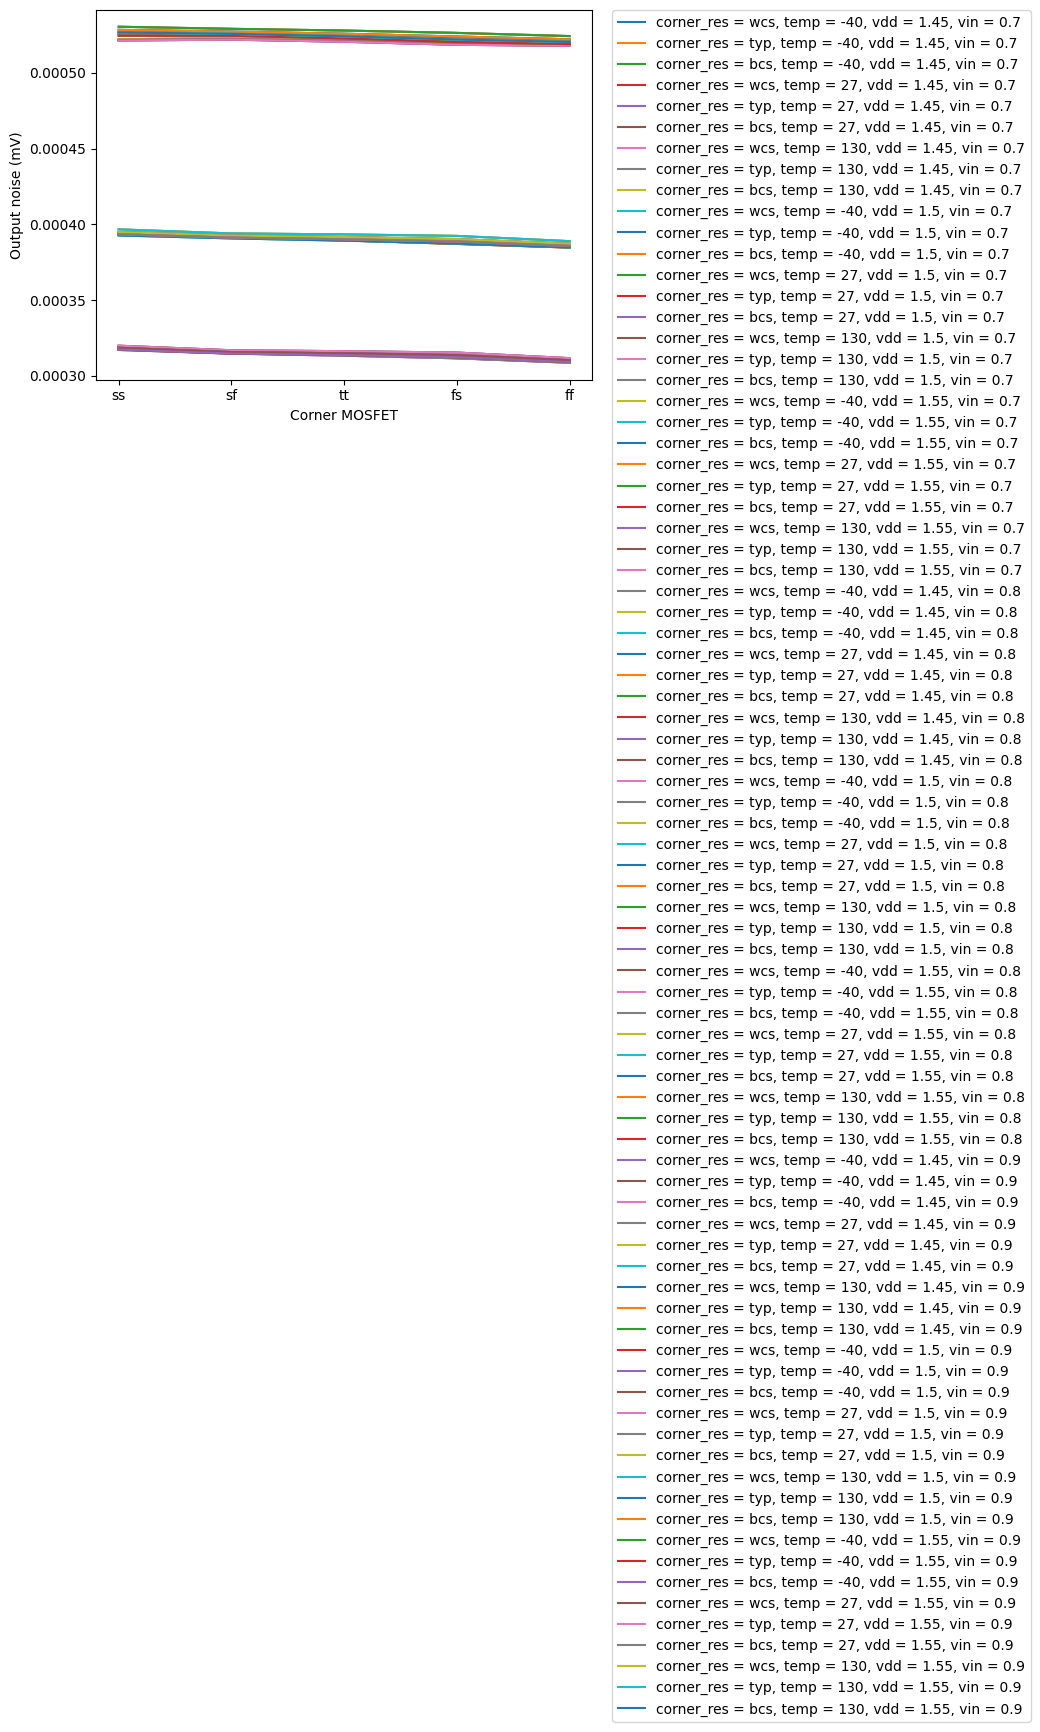 Output noise (mV)
0.00050
0.00045
0.00040
0.00035
0.00030
ss
sf
tt
fs
ff
Corner MOSFET
corner_res = wcs, temp = -40, vdd = 1.45, vin = 0.7
corner_res = typ, temp = -40, vdd = 1.45, vin = 0.7
corner_res = bcs, temp = -40, vdd = 1.45, vin = 0.7
corner_res = wcs, temp = 27, vdd = 1.45, vin = 0.7
corner_res = typ, temp = 27, vdd = 1.45, vin = 0.7
corner_res = bcs, temp = 27, vdd = 1.45, vin = 0.7
corner_res = wcs, temp = 130, vdd = 1.45, vin = 0.7
corner_res = typ, temp = 130, vdd = 1.45, vin = 0.7
corner_res = bcs, temp = 130, vdd = 1.45, vin = 0.7
corner_res = wcs, temp = -40, vdd = 1.5, vin = 0.7
corner_res = typ, temp = -40, vdd = 1.5, vin = 0.7
corner_res = bcs, temp = -40, vdd = 1.5, vin = 0.7
corner_res = wcs, temp = 27, vdd = 1.5, vin = 0.7
corner_res = typ, temp = 27, vdd = 1.5, vin = 0.7
corner_res = bcs, temp = 27, vdd = 1.5, vin = 0.7
corner_res = wcs, temp = 130, vdd = 1.5, vin = 0.7
corner_res = typ, temp = 130, vdd = 1.5, vin = 0.7
corner_res = bcs, temp = 130, vdd = 1.5, vin = 0.7
corner_res = wcs, temp = -40, vdd = 1.55, vin = 0.7
corner_res = typ, temp = -40, vdd = 1.55, vin = 0.7
corner_res = bcs, temp = -40, vdd = 1.55, vin = 0.7
corner_res = wcs, temp = 27, vdd = 1.55, vin = 0.7
corner_res = typ, temp = 27, vdd = 1.55, vin = 0.7
corner_res = bcs, temp = 27, vdd = 1.55, vin = 0.7
corner_res = wcs, temp = 130, vdd = 1.55, vin = 0.7
corner_res = typ, temp = 130, vdd = 1.55, vin = 0.7
corner_res = bcs, temp = 130, vdd = 1.55, vin = 0.7
corner_res = wcs, temp = -40, vdd = 1.45, vin = 0.8
corner_res = typ, temp = -40, vdd = 1.45, vin = 0.8
corner_res = bcs, temp = -40, vdd = 1.45, vin = 0.8
corner_res = wcs, temp = 27, vdd = 1.45, vin = 0.8
corner_res = typ, temp = 27, vdd = 1.45, vin = 0.8
corner_res = bcs, temp = 27, vdd = 1.45, vin = 0.8
corner_res = wcs, temp = 130, vdd = 1.45, vin = 0.8
corner_res = typ, temp = 130, vdd = 1.45, vin = 0.8
corner_res = bcs, temp = 130, vdd = 1.45, vin = 0.8
corner_res = wcs, temp = -40, vdd = 1.5, vin = 0.8
corner_res = typ, temp = -40, vdd = 1.5, vin = 0.8
corner_res = bcs, temp = -40, vdd = 1.5, vin = 0.8
corner_res = wcs, temp = 27, vdd = 1.5, vin = 0.8
corner_res = typ, temp = 27, vdd = 1.5, vin = 0.8
corner_res = bcs, temp = 27, vdd = 1.5, vin = 0.8
corner_res = wcs, temp = 130, vdd = 1.5, vin = 0.8
corner_res = typ, temp = 130, vdd = 1.5, vin = 0.8
corner_res = bcs, temp = 130, vdd = 1.5, vin = 0.8
corner_res = wcs, temp = -40, vdd = 1.55, vin = 0.8
corner_res = typ, temp = -40, vdd = 1.55, vin = 0.8
corner_res = bcs, temp = -40, vdd = 1.55, vin = 0.8
corner_res = wcs, temp = 27, vdd = 1.55, vin = 0.8
corner_res = typ, temp = 27, vdd = 1.55, vin = 0.8
corner_res = bcs, temp = 27, vdd = 1.55, vin = 0.8
corner_res = wcs, temp = 130, vdd = 1.55, vin = 0.8
corner_res = typ, temp = 130, vdd = 1.55, vin = 0.8
corner_res = bcs, temp = 130, vdd = 1.55, vin = 0.8
corner_res = wcs, temp = -40, vdd = 1.45, vin = 0.9
corner_res = typ, temp = -40, vdd = 1.45, vin = 0.9
corner_res = bcs, temp = -40, vdd = 1.45, vin = 0.9
corner_res = wcs, temp = 27, vdd = 1.45, vin = 0.9
corner_res = typ, temp = 27, vdd = 1.45, vin = 0.9
corner_res = bcs, temp = 27, vdd = 1.45, vin = 0.9
corner_res = wcs, temp = 130, vdd = 1.45, vin = 0.9
corner_res = typ, temp = 130, vdd = 1.45, vin = 0.9
corner_res = bcs, temp = 130, vdd = 1.45, vin = 0.9
corner_res = wcs, temp = -40, vdd = 1.5, vin = 0.9
corner_res = typ, temp = -40, vdd = 1.5, vin = 0.9
corner_res = bcs, temp = -40, vdd = 1.5, vin = 0.9
corner_res = wcs, temp = 27, vdd = 1.5, vin = 0.9
corner_res = typ, temp = 27, vdd = 1.5, vin = 0.9
corner_res = bcs, temp = 27, vdd = 1.5, vin = 0.9
corner_res = wcs, temp = 130, vdd = 1.5, vin = 0.9
corner_res = typ, temp = 130, vdd = 1.5, vin = 0.9
corner_res = bcs, temp = 130, vdd = 1.5, vin = 0.9
corner_res = wcs, temp = -40, vdd = 1.55, vin = 0.9
corner_res = typ, temp = -40, vdd = 1.55, vin = 0.9
corner_res = bcs, temp = -40, vdd = 1.55, vin = 0.9
corner_res = wcs, temp = 27, vdd = 1.55, vin = 0.9
corner_res = typ, temp = 27, vdd = 1.55, vin = 0.9
corner_res = bcs, temp = 27, vdd = 1.55, vin = 0.9
corner_res = wcs, temp = 130, vdd = 1.55, vin = 0.9
corner_res = typ, temp = 130, vdd = 1.55, vin = 0.9
corner_res = bcs, temp = 130, vdd = 1.55, vin = 0.9